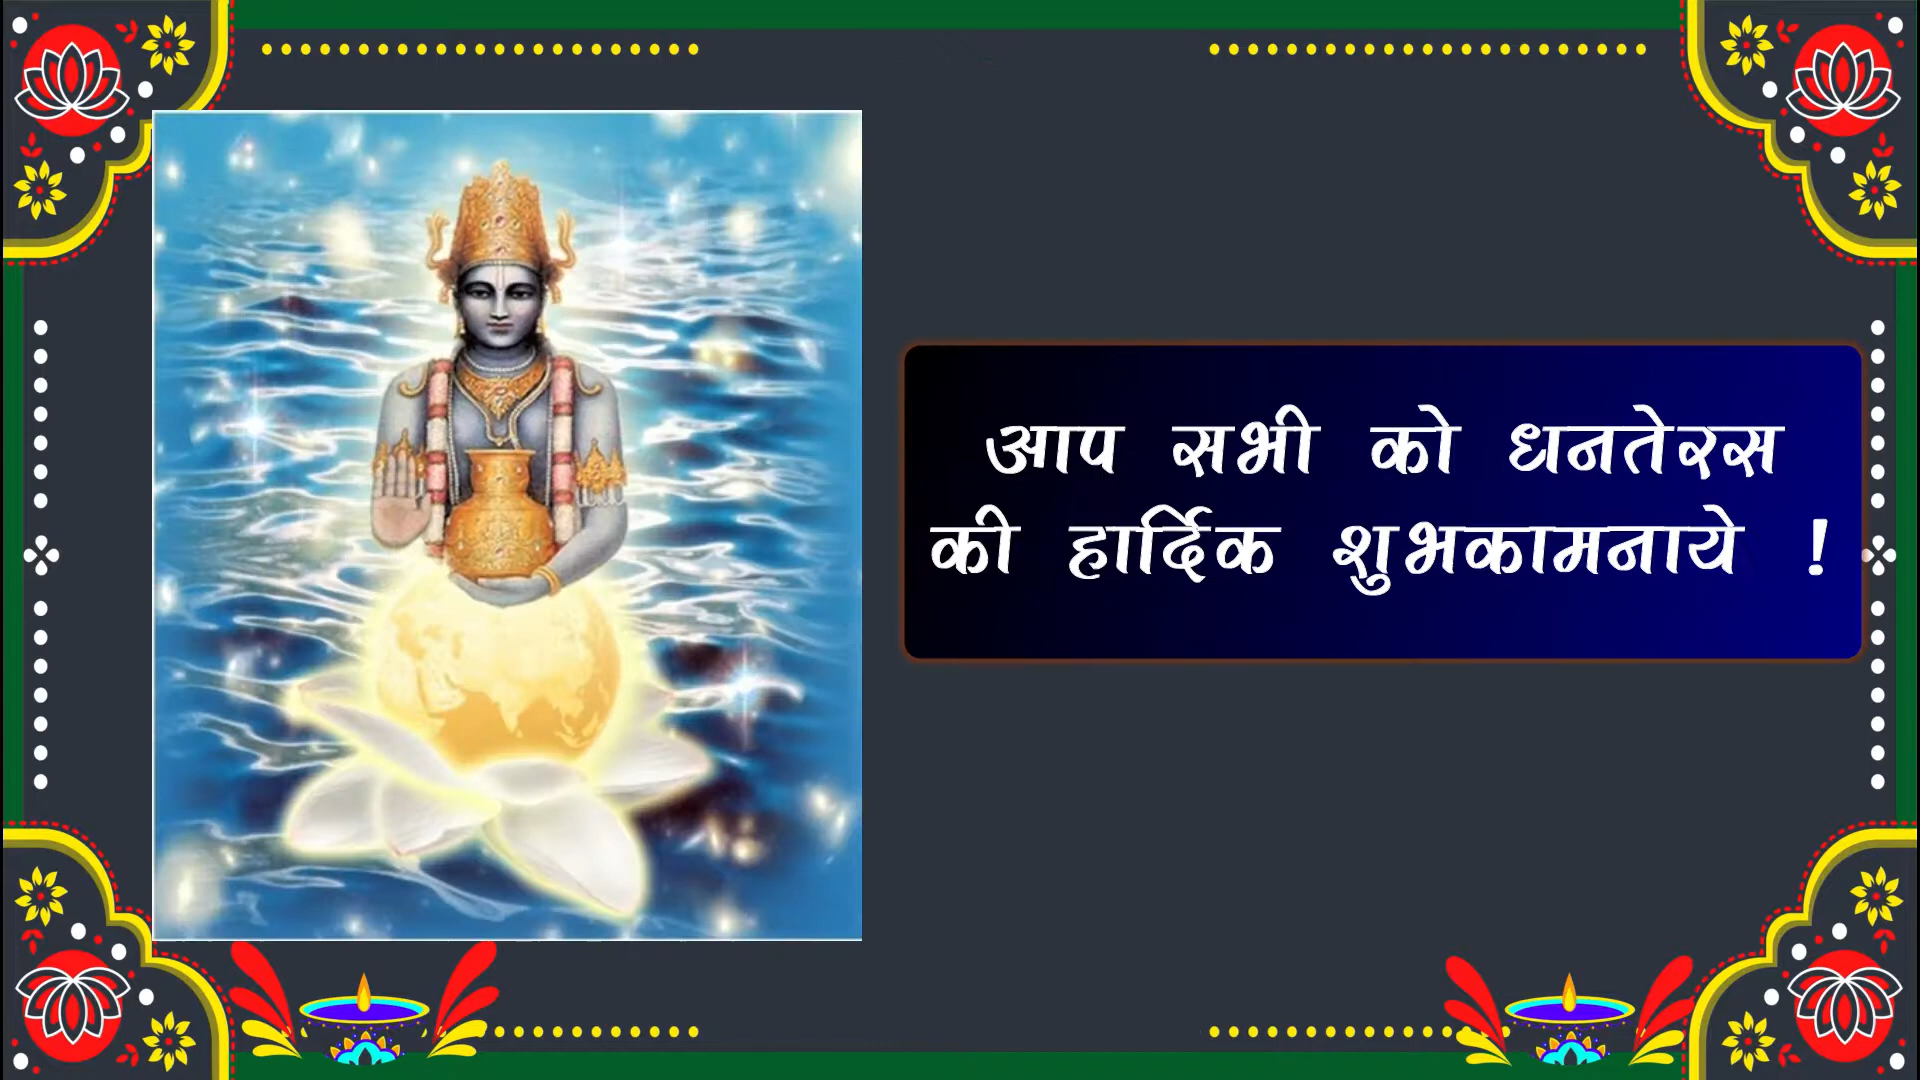 आप सभी को धनतेरस
की हार्दिक शुभकामनाये !